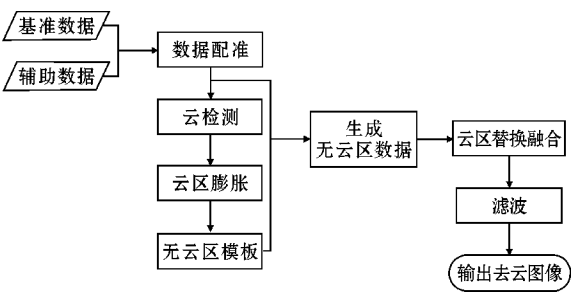 基准数据
辅助数据
数据配准
云检测
云区膨胀
无云区模板
生成
无云区数据
云区替换融合
滤波
输出去云图像